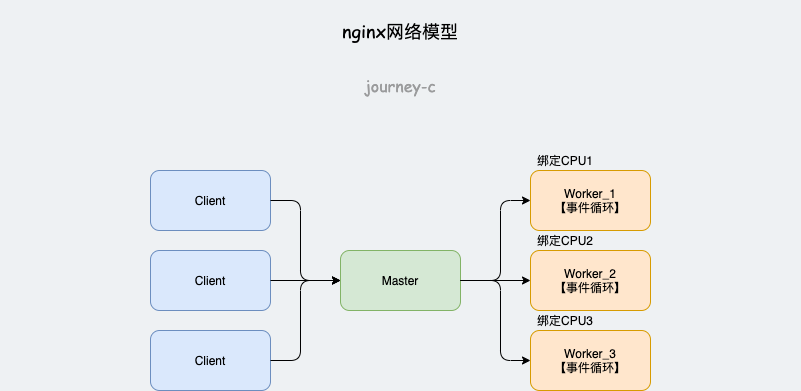 nginx网络模型
journey-c
绑定CPU1
Client
Worker_1
【事件循环】
绑定CPU2
Client
Master
Worker_2
【事件循环】
绑定CPU3
Client
Worker_3
【事件循环】